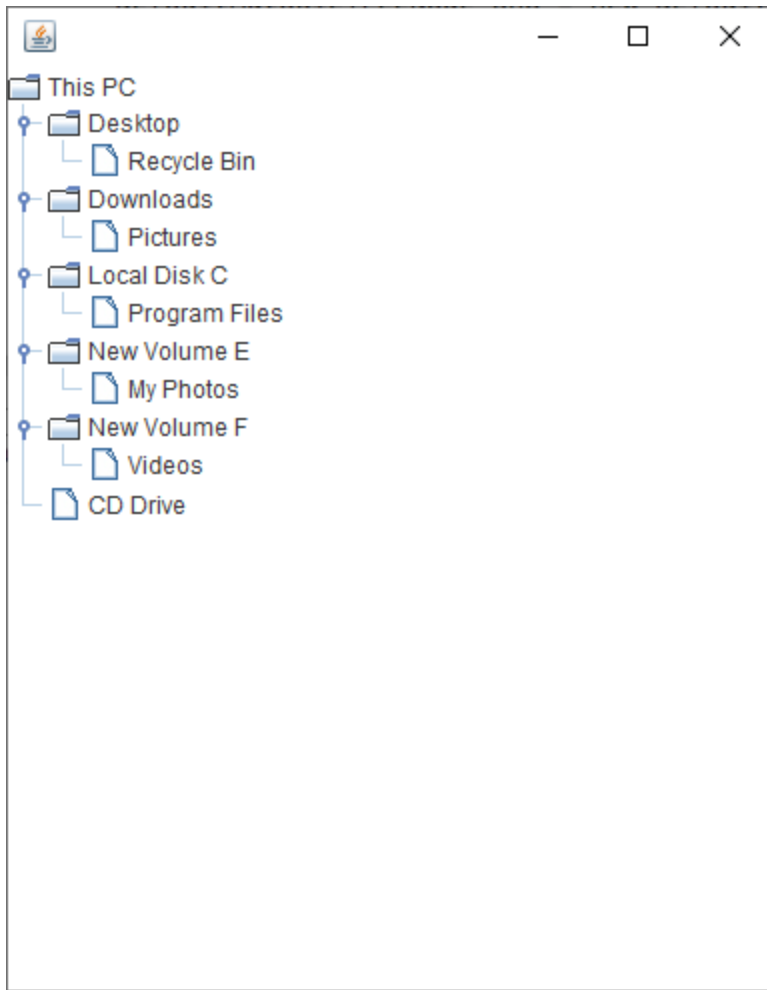 This PC
Desktop
Recycle Bin
Downloads
Pictures
Local Disk C
Program Files
New Volume E
My Photos
New Volume F
Videos
CD Drive